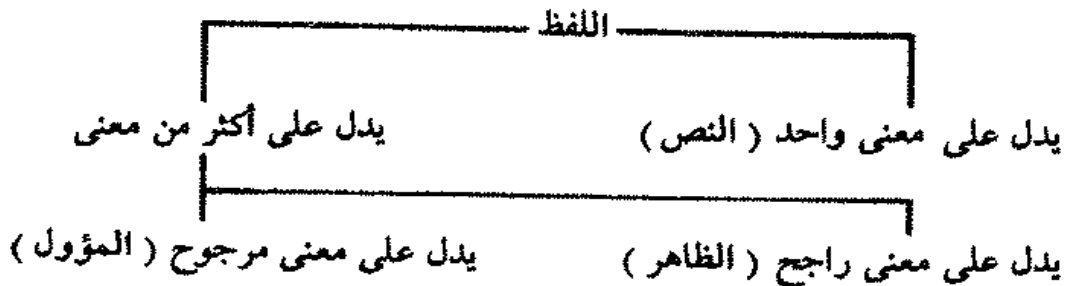 اللفظ
يدل على معنى واحد ( النص ) يدل على أكثر من معنى
يدل على معنى راجح ( الظاهر ) يدل على معنى مرجوح ( المؤول )